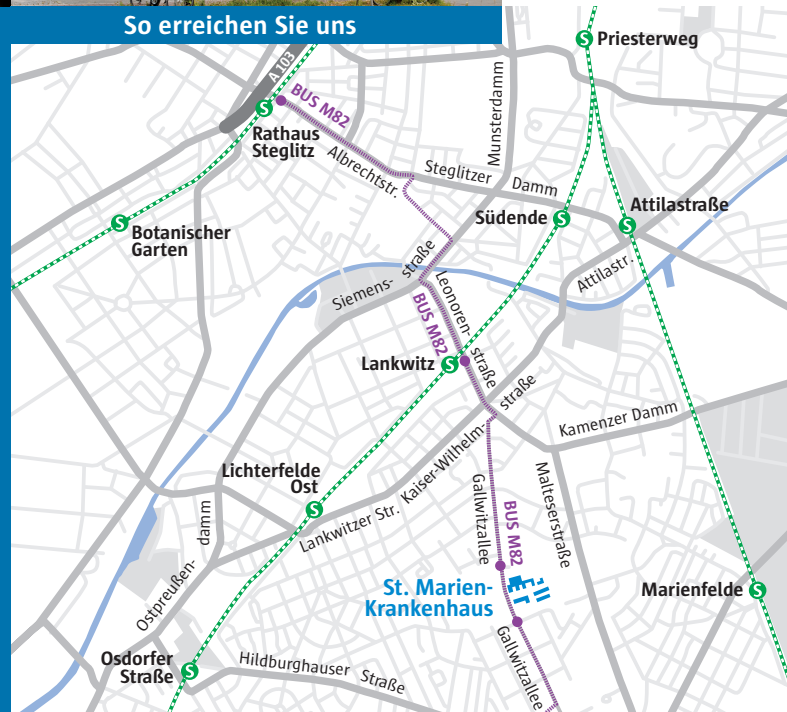 So erreichen Sie uns
S Priesterweg
A 103
BUS M82
S
Rathaus
Steglitz
Munsterdamm
Albrechtstr.
Steglitzer Damm
Attilastraße
S
Südende S
S
Botanischer
Garten
Attilastr.
Siemens-
straße
Leonoren-
straße
BUS M82
Lankwitz S
straße
Kaiser-Wilhelm-
Kamenzer Damm
Lichterfelde
Ost
S
Lankwitzer Str.
Gallwitzallee
BUS M82
Malteserstraße
Ostpreußen-
damm
St. Marien-
Krankenhaus
Marienfelde S
Gallwitzallee
Osdorfer
Straße S
Hildburghauser Straße